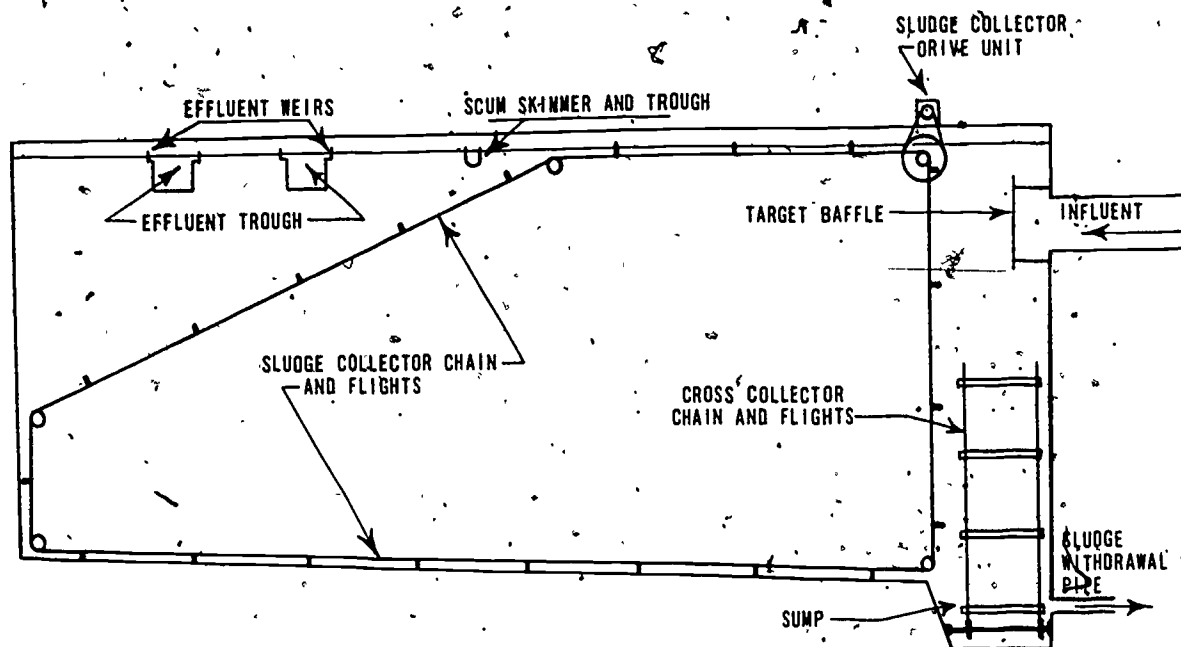 SLUDGE COLLECTOR
DRIVE UNIT
EFFLUENT WEIRS
SCUM SKIMMER AND TROUGH
EFFLUENT TROUGH
TARGET BAFFLE
INFLUENT
SLUDGE COLLECTOR CHAIN
AND FLIGHTS
CROSS COLLECTOR
CHAIN AND FLIGHTS
SLUDGE
WITHDRAWAL
PIPE
SUMP